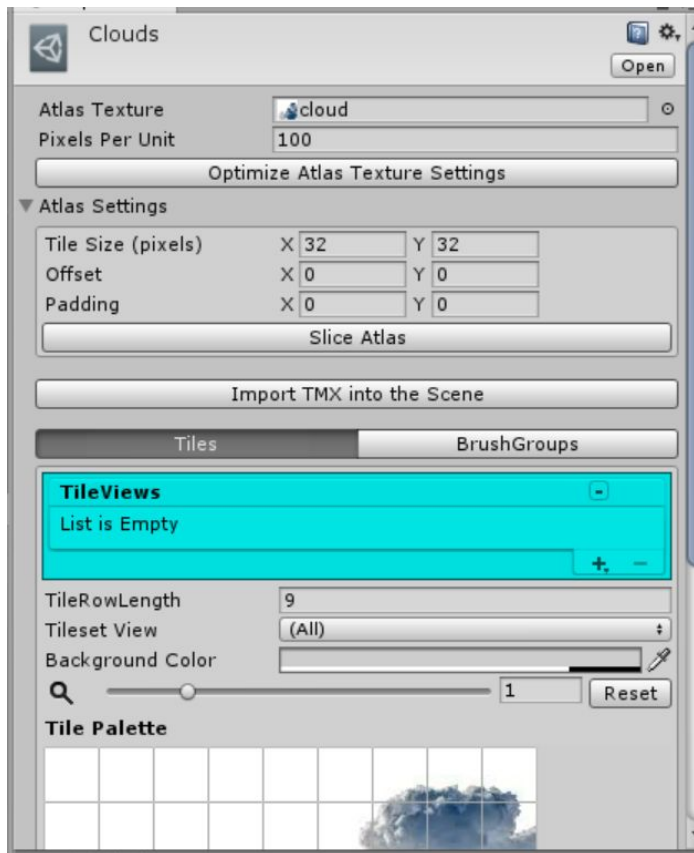 Clouds
Open
Atlas Texture cloud
Pixels Per Unit 100
Optimize Atlas Texture Settings
Atlas Settings
Tile Size (pixels) X 32 Y 32
Offset X 0 Y 0
Padding X 0 Y 0
Slice Atlas
Import TMX into the Scene
Tiles BrushGroups
TileViews
List is Empty
TileRowLength 9
Tileset View (All)
Background Color
1 Reset
Tile Palette